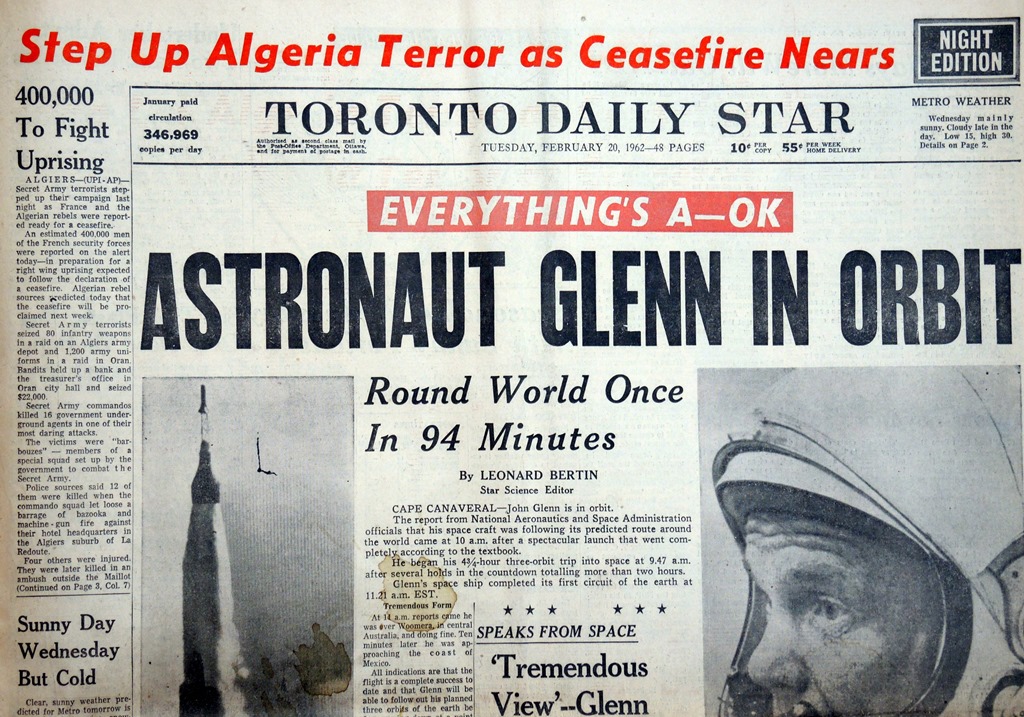 Step Up Algeria Terror as Ceasefire Nears
NIGHT
EDITION
January paid
circulation
346,969
copies per day
TORONTO DAILY STAR
Authorized as second class mail by
the Post-Office Department, Ottawa,
and for payment of postage in cash.
TUESDAY, FEBRUARY 20, 1962—48 PAGES
10¢ PER COPY 55¢ PER WEEK HOME DELIVERY
METRO WEATHER
Wednesday mainly
sunny. Cloudy late in the
day. Low 15, high 30.
Details on Page 2.
400,000
To Fight
Uprising
ALGIERS—(UPI-AP)—
Secret Army terrorists step-
ped up their campaign last
night as France and the
Algerian rebels were report-
ed ready for a ceasefire.
An estimated 400,000 men
of the French security forces
were reported on the alert
today—in preparation for a
right wing uprising expected
to follow the declaration of
a ceasefire. Algerian rebel
sources predicted today that
the ceasefire will be pro-
claimed next week.
Secret Army terrorists
seized 80 infantry weapons
in a raid on an Algiers army
depot and 1,200 army uni-
forms in a raid in Oran.
Bandits held up a bank and
the treasurer's office in
Oran city hall and seized
$22,000.
Secret Army commandos
killed 16 government under-
ground agents in one of their
most daring attacks.
The victims were "bar-
bouzes" — members of a
special squad set up by the
government to combat the
Secret Army.
Police sources said 12 of
them were killed when the
commando squad let loose a
barrage of bazooka and
machine-gun fire against
their hotel headquarters in
the Algiers suburb of La
Redoute.
Four others were injured.
They were later killed in an
ambush outside the Maillot
(Continued on Page 3, Col. 7)
Sunny Day
Wednesday
But Cold
Clear, sunny weather pre-
dicted for Metro tomorrow is
EVERYTHING'S A—OK
ASTRONAUT GLENN IN ORBIT
Round World Once
In 94 Minutes
By LEONARD BERTIN
Star Science Editor
CAPE CANAVERAL—John Glenn is in orbit.
The report from National Aeronautics and Space Administration
officials that his space craft was following its predicted route around
the world came at 10 a.m. after a spectacular launch that went com-
pletely according to the textbook.
He began his 4¾-hour three-orbit trip into space at 9.47 a.m.
after several holds in the countdown totalling more than two hours.
Glenn's space ship completed its first circuit of the earth at
11.21 a.m. EST.
Tremendous Form
At 11 a.m. reports came he
was over Woomera, in central
Australia, and doing fine. Ten
minutes later he was ap-
proaching the coast of
Mexico.
All indications are that the
flight is a complete success to
date and that Glenn will be
able to follow out his planned
three orbits of the earth be
SPEAKS FROM SPACE
'Tremendous
View'--Glenn